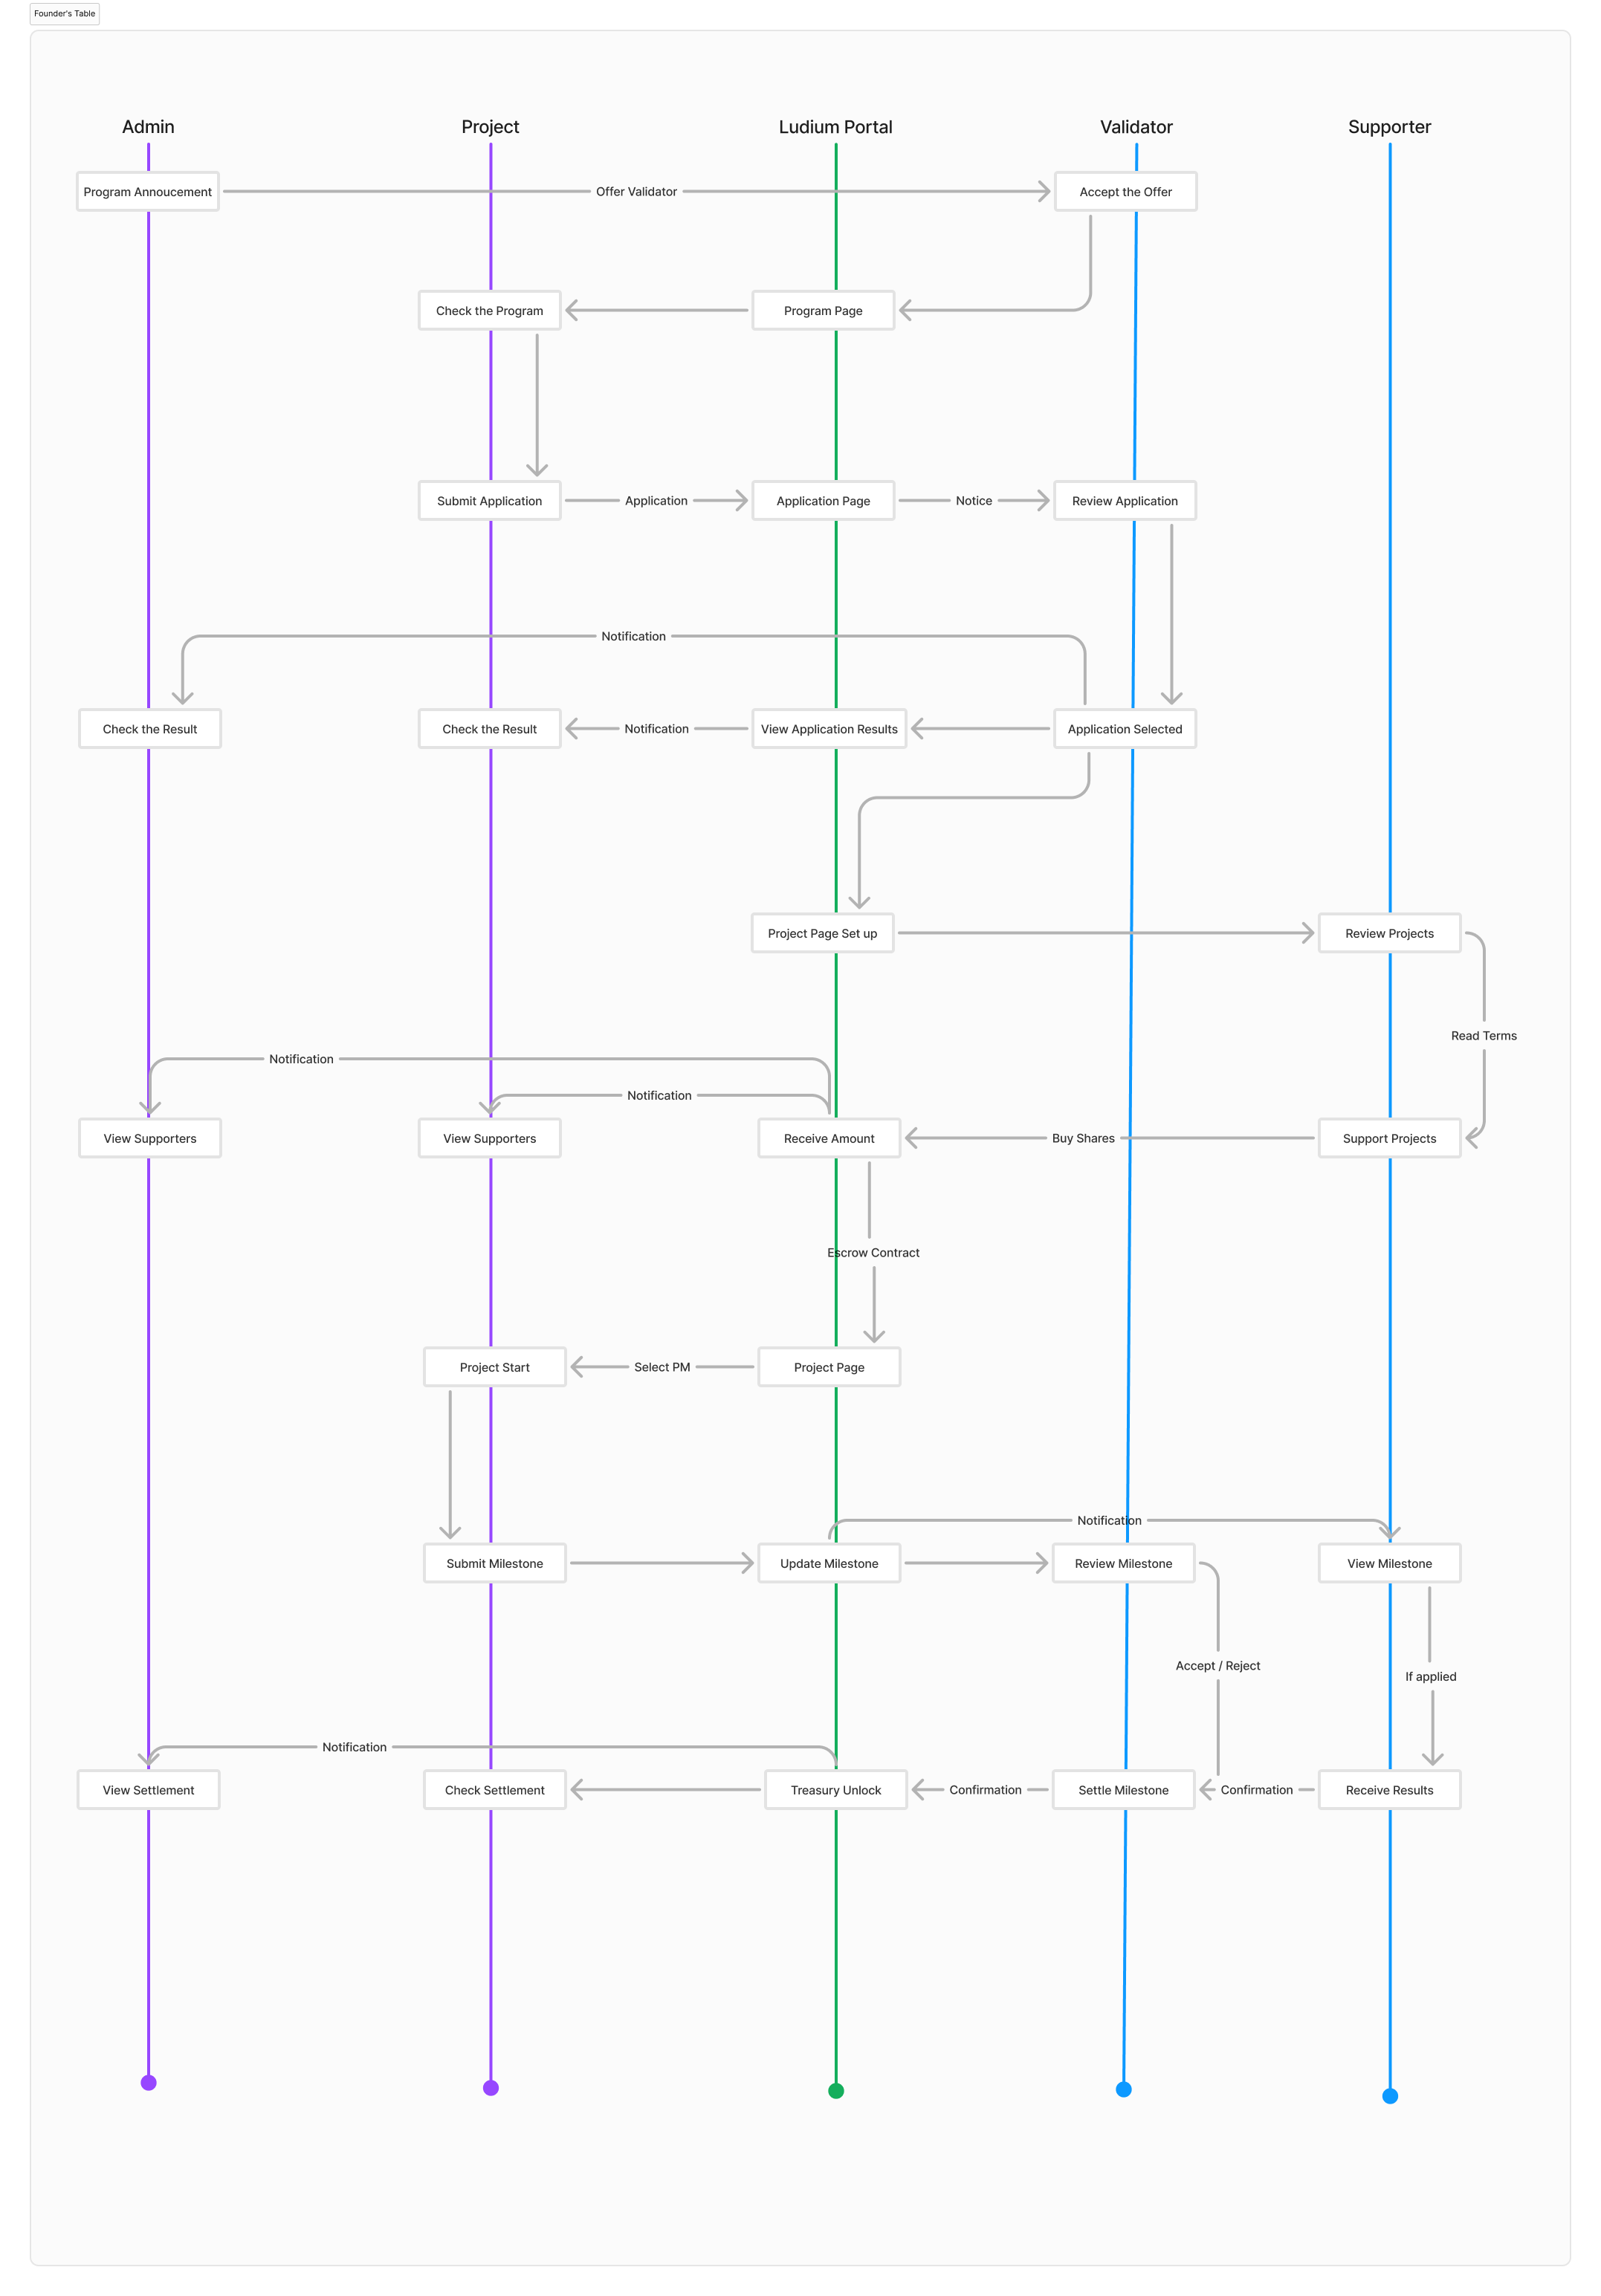 Founder's Table
Admin
Project
Ludium Portal
Validator
Supporter
Program Annoucement
Offer Validator
Accept the Offer
Check the Program
Program Page
Submit Application
Application
Application Page
Notice
Review Application
Notification
Check the Result
Check the Result
Notification
View Application Results
Application Selected
Project Page Set up
Review Projects
Read Terms
Notification
Notification
View Supporters
View Supporters
Receive Amount
Buy Shares
Support Projects
Escrow Contract
Project Start
Select PM
Project Page
Notification
Submit Milestone
Update Milestone
Review Milestone
View Milestone
Accept / Reject
If applied
Notification
View Settlement
Check Settlement
Treasury Unlock
Confirmation
Settle Milestone
Confirmation
Receive Results